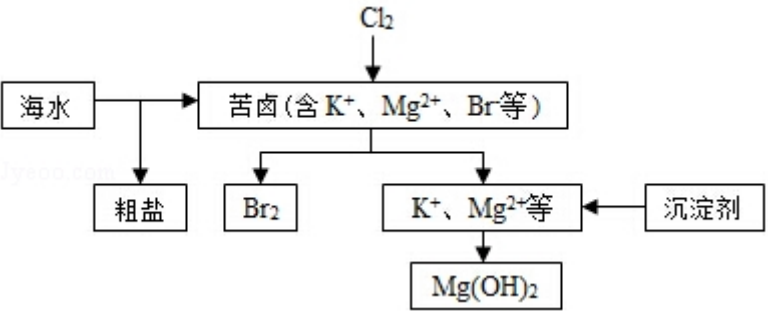 Cl₂
海水
苦卤(含 K⁺、Mg²⁺、Br⁻等)
粗盐
Br₂
K⁺、Mg²⁺等
沉淀剂
Mg(OH)₂